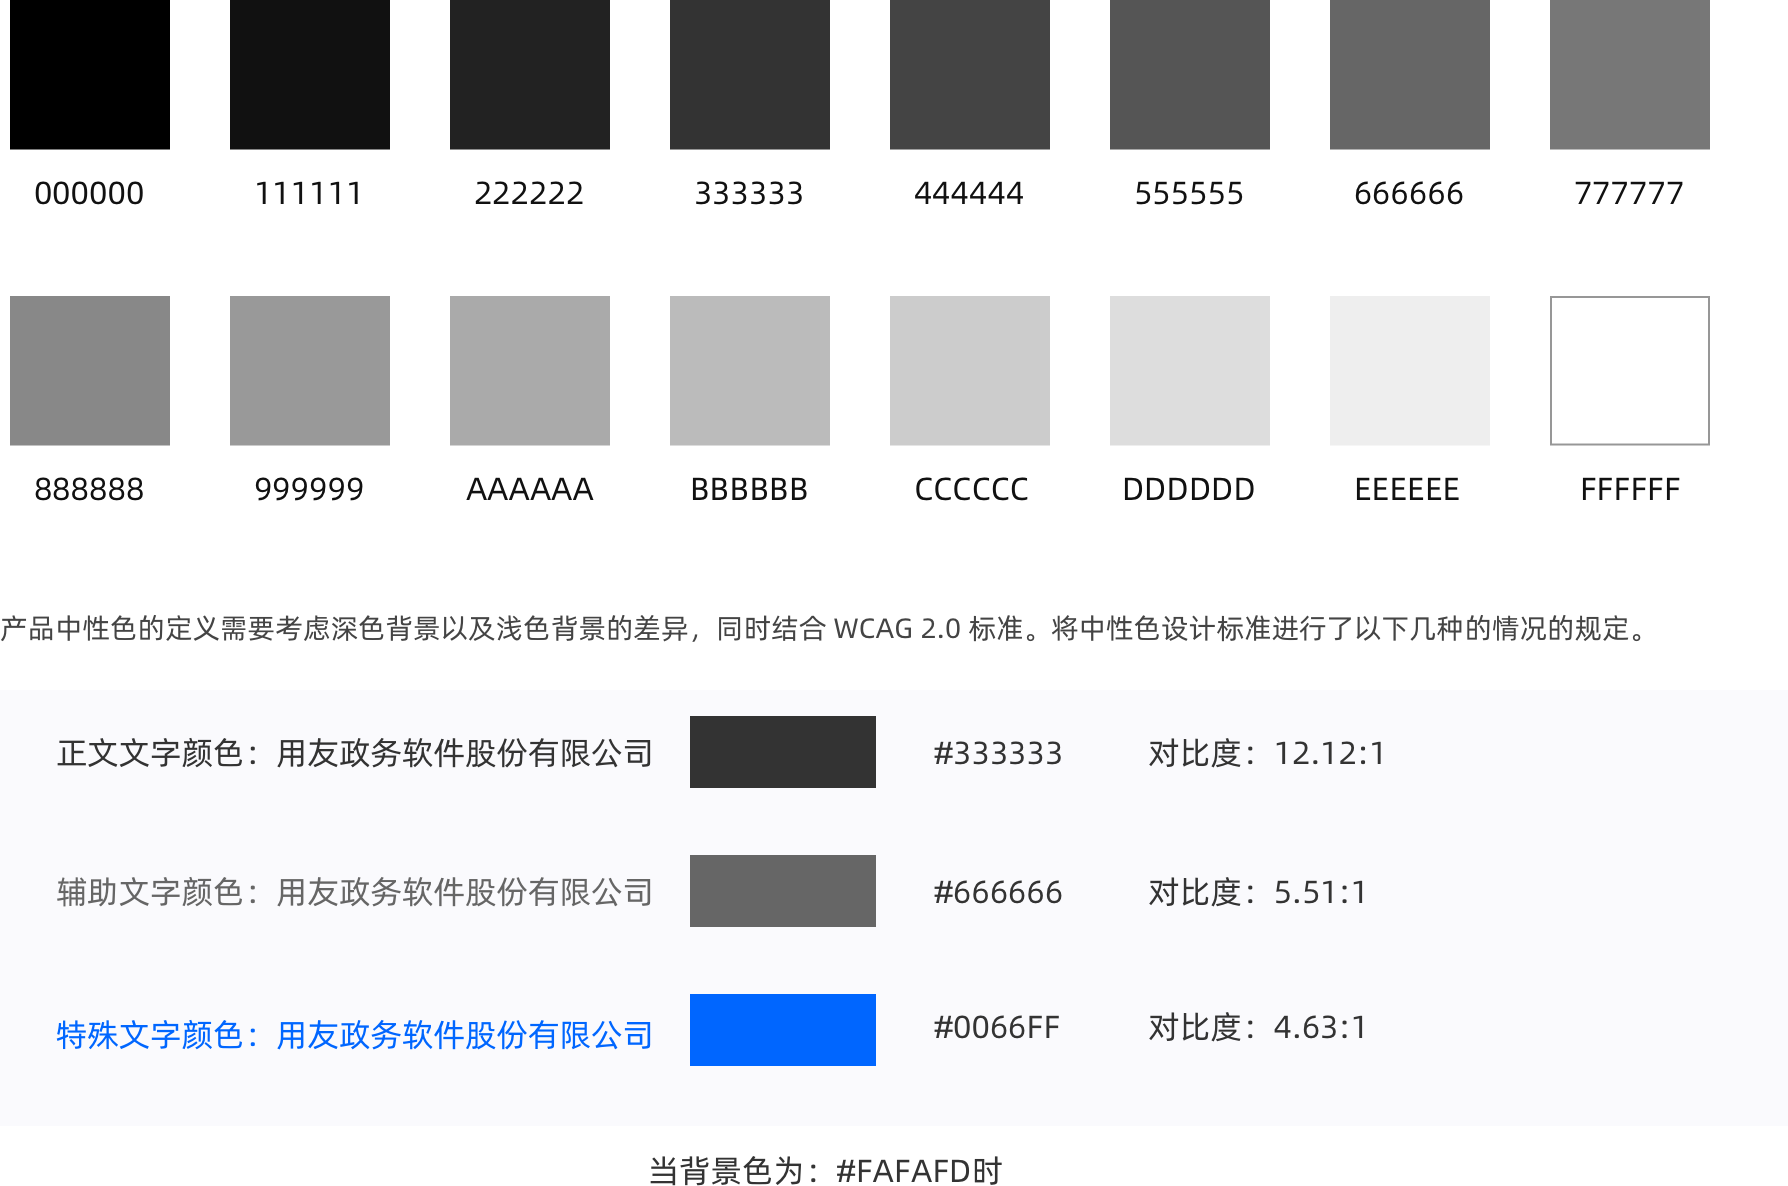 000000 111111 222222 333333 444444 555555 666666 777777
888888 999999 AAAAAA BBBBBB CCCCCC DDDDDD EEEEEE FFFFFF
产品中性色的定义需要考虑深色背景以及浅色背景的差异，同时结合 WCAG 2.0 标准。将中性色设计标准进行了以下几种的情况的规定。
正文文字颜色：用友政务软件股份有限公司 #333333 对比度：12.12:1
辅助文字颜色：用友政务软件股份有限公司 #666666 对比度：5.51:1
特殊文字颜色：用友政务软件股份有限公司 #0066FF 对比度：4.63:1
当背景色为：#FAFAFD时